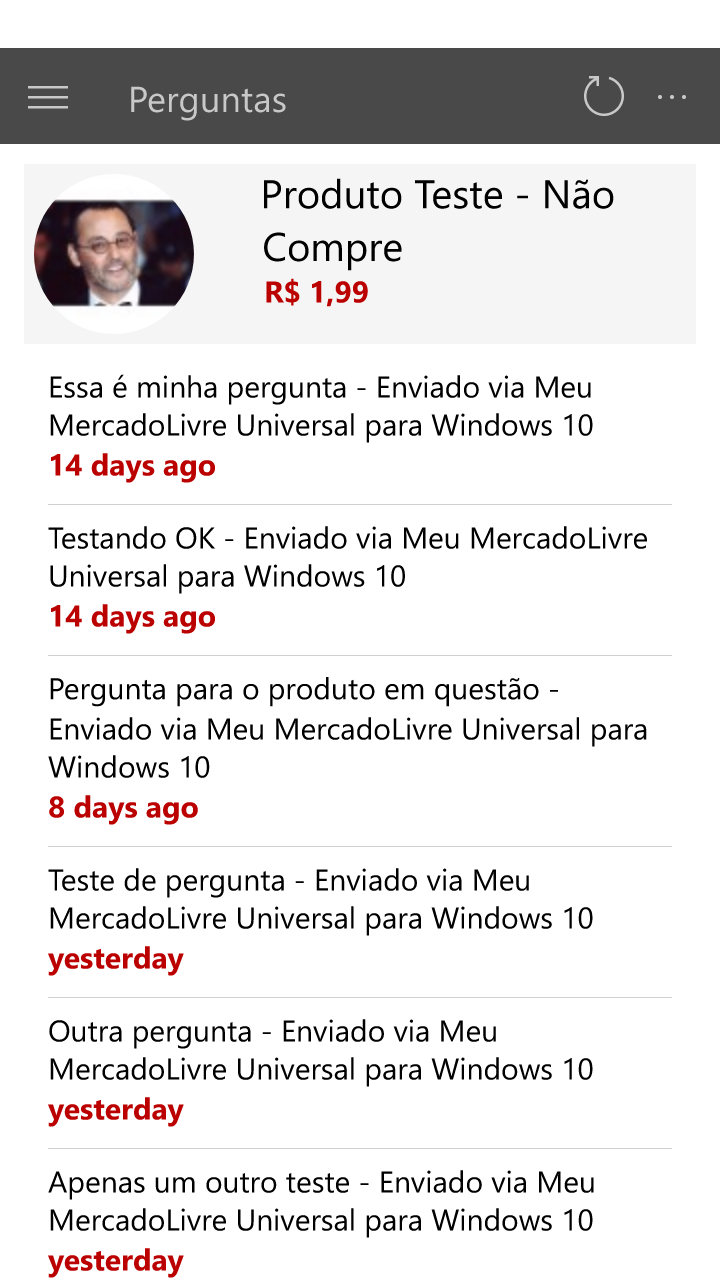 Perguntas
Produto Teste - Não
Compre
R$ 1,99
Essa é minha pergunta - Enviado via Meu
MercadoLivre Universal para Windows 10
14 days ago
Testando OK - Enviado via Meu MercadoLivre
Universal para Windows 10
14 days ago
Pergunta para o produto em questão -
Enviado via Meu MercadoLivre Universal para
Windows 10
8 days ago
Teste de pergunta - Enviado via Meu
MercadoLivre Universal para Windows 10
yesterday
Outra pergunta - Enviado via Meu
MercadoLivre Universal para Windows 10
yesterday
Apenas um outro teste - Enviado via Meu
MercadoLivre Universal para Windows 10
yesterday